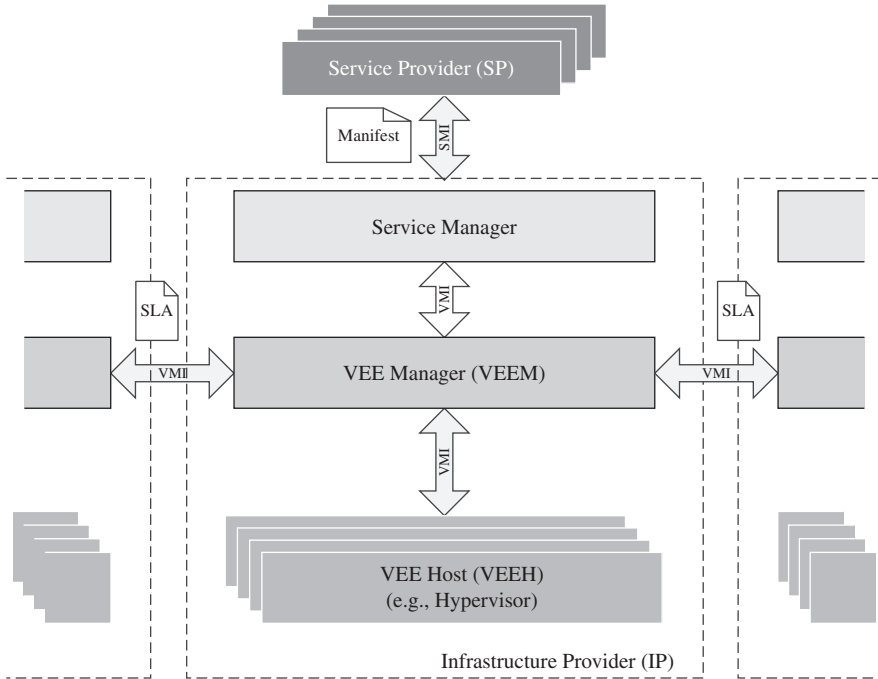 Service Provider (SP)
Manifest
SMI
Service Manager
SLA
VMI
SLA
VMI
VEE Manager (VEEM)
VMI
VMI
VEE Host (VEEH)
(e.g., Hypervisor)
Infrastructure Provider (IP)